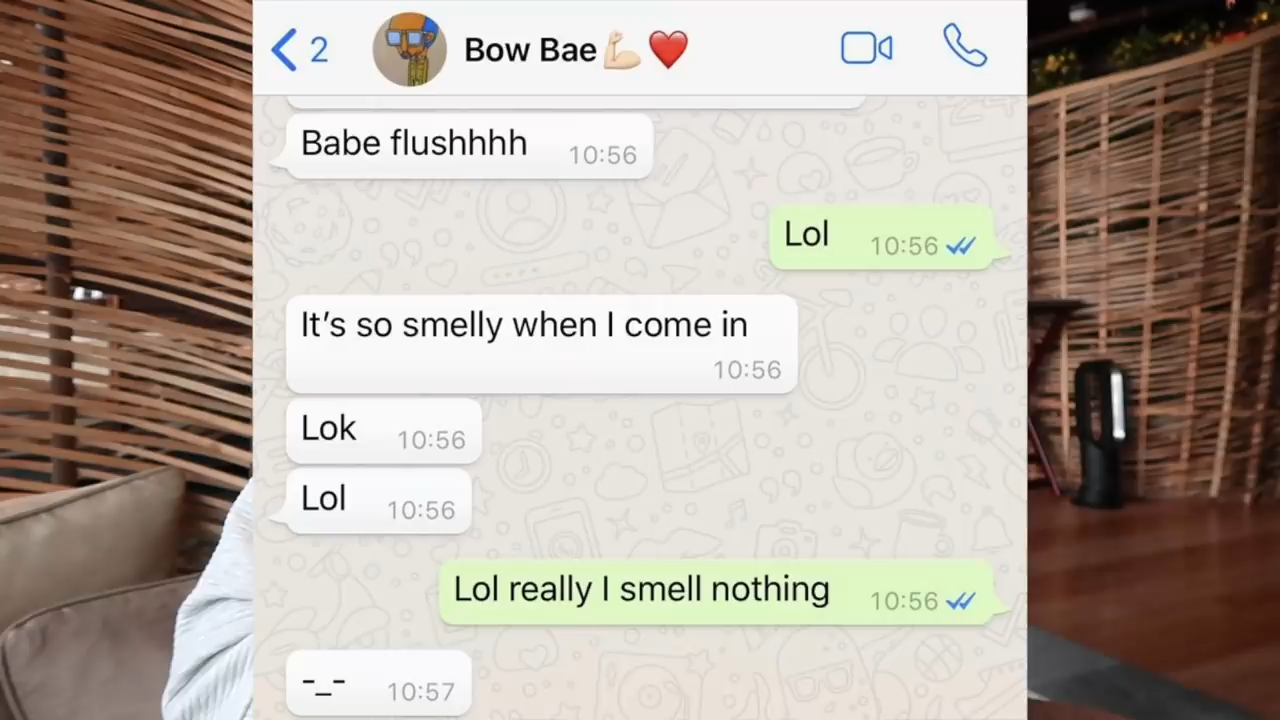 2
Bow Bae💪🏻❤️
Babe flushhhh 10:56
Lol 10:56
It's so smelly when I come in
10:56
Lok 10:56
Lol 10:56
Lol really I smell nothing 10:56
-_- 10:57